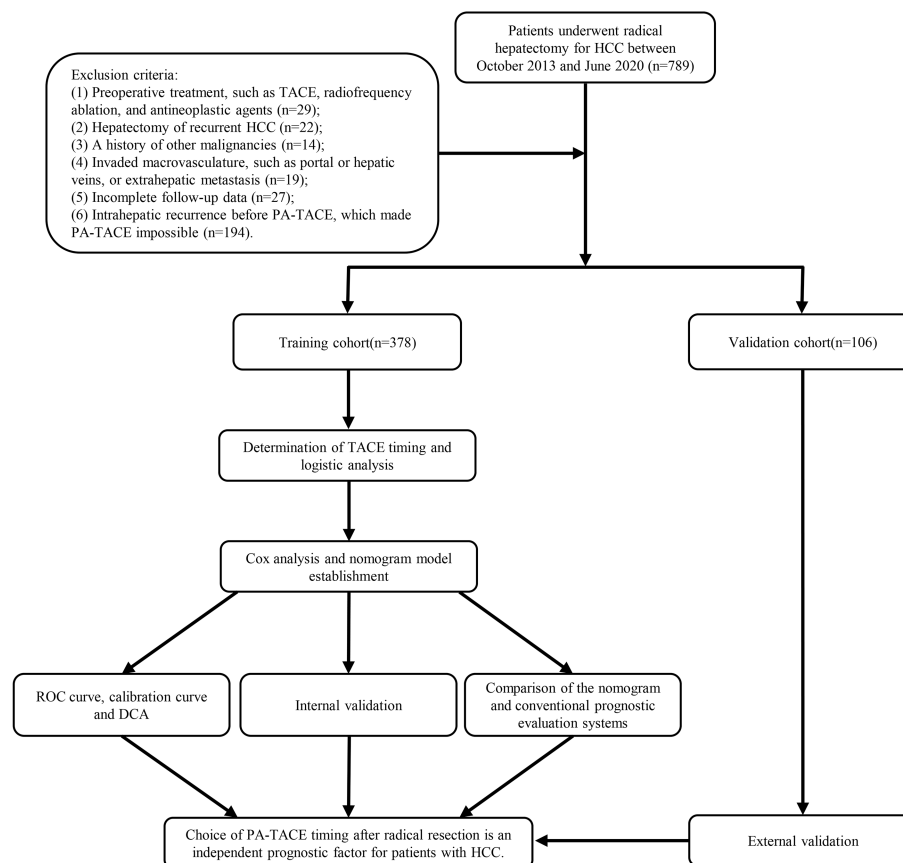 Patients underwent radical
hepatectomy for HCC between
October 2013 and June 2020 (n=789)
Exclusion criteria:
(1) Preoperative treatment, such as TACE, radiofrequency
ablation, and antineoplastic agents (n=29);
(2) Hepatectomy of recurrent HCC (n=22);
(3) A history of other malignancies (n=14);
(4) Invaded macrovasculature, such as portal or hepatic
veins, or extrahepatic metastasis (n=19);
(5) Incomplete follow-up data (n=27);
(6) Intrahepatic recurrence before PA-TACE, which made
PA-TACE impossible (n=194).
Training cohort(n=378)
Validation cohort(n=106)
Determination of TACE timing and
logistic analysis
Cox analysis and nomogram model
establishment
ROC curve, calibration curve
and DCA
Internal validation
Comparison of the nomogram
and conventional prognostic
evaluation systems
Choice of PA-TACE timing after radical resection is an
independent prognostic factor for patients with HCC.
External validation